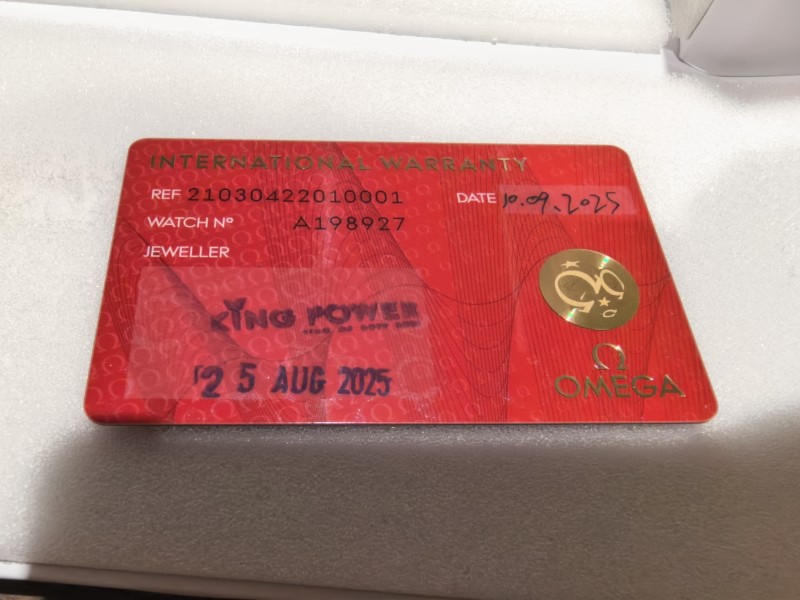 INTERNATIONAL WARRANTY
REF 21030422010001
DATE 10.09.2025
WATCH Nº A198927
JEWELLER
KING POWER
25 AUG 2025
Ω
OMEGA